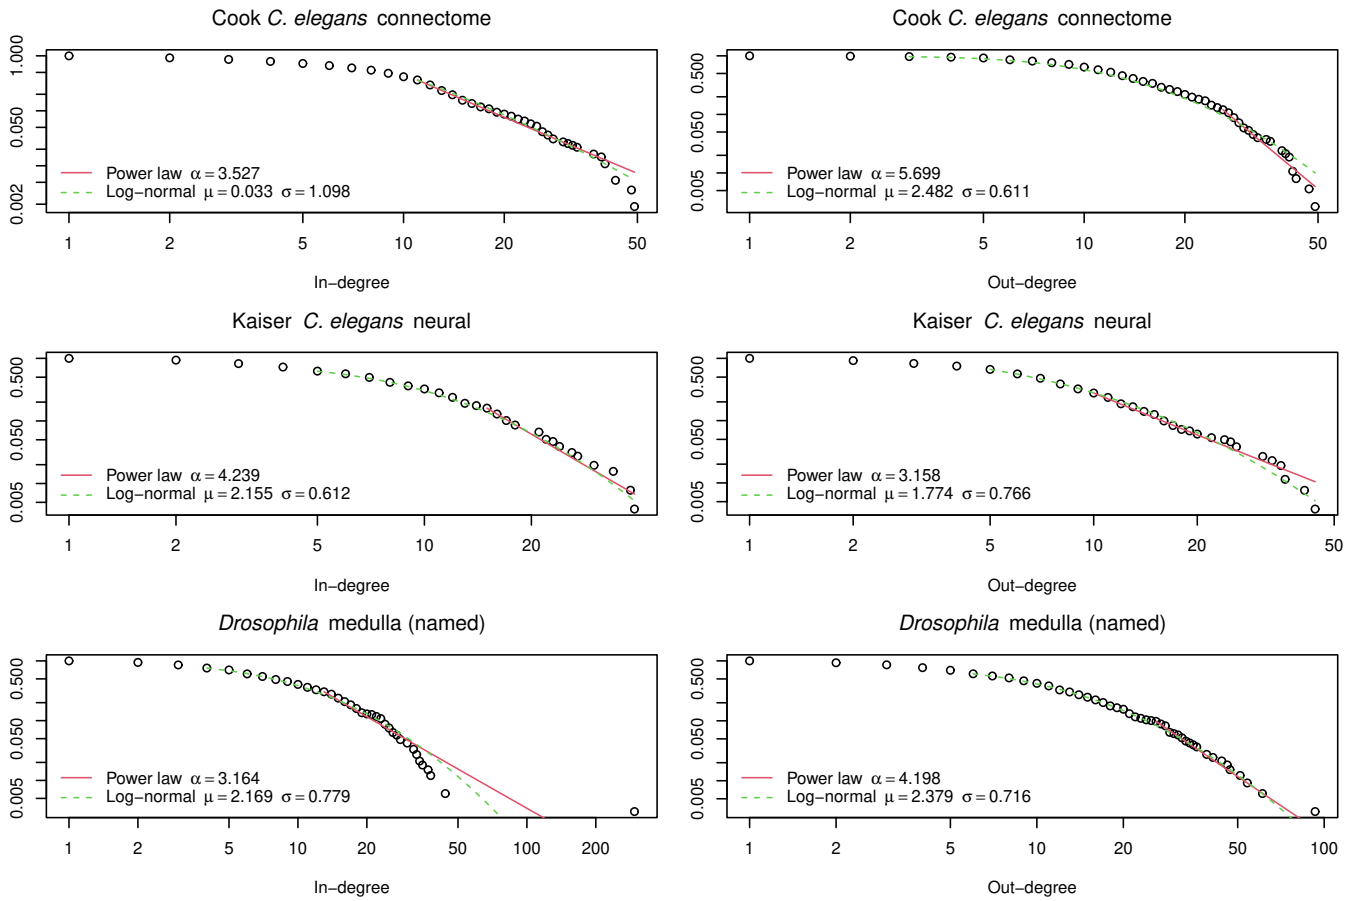 Cook C. elegans connectome
1.000
0.050
0.002
Power law α = 3.527
Log−normal μ = 0.033 σ = 1.098
1 2 5 10 20 50
In−degree
Cook C. elegans connectome
0.500
0.050
0.005
Power law α = 5.699
Log−normal μ = 2.482 σ = 0.611
1 2 5 10 20 50
Out−degree
Kaiser C. elegans neural
0.500
0.050
0.005
Power law α = 4.239
Log−normal μ = 2.155 σ = 0.612
1 2 5 10 20
In−degree
Kaiser C. elegans neural
0.500
0.050
0.005
Power law α = 3.158
Log−normal μ = 1.774 σ = 0.766
1 2 5 10 20 50
Out−degree
Drosophila medulla (named)
0.500
0.050
0.005
Power law α = 3.164
Log−normal μ = 2.169 σ = 0.779
1 2 5 10 20 50 100 200
In−degree
Drosophila medulla (named)
0.500
0.050
0.005
Power law α = 4.198
Log−normal μ = 2.379 σ = 0.716
1 2 5 10 20 50 100
Out−degree